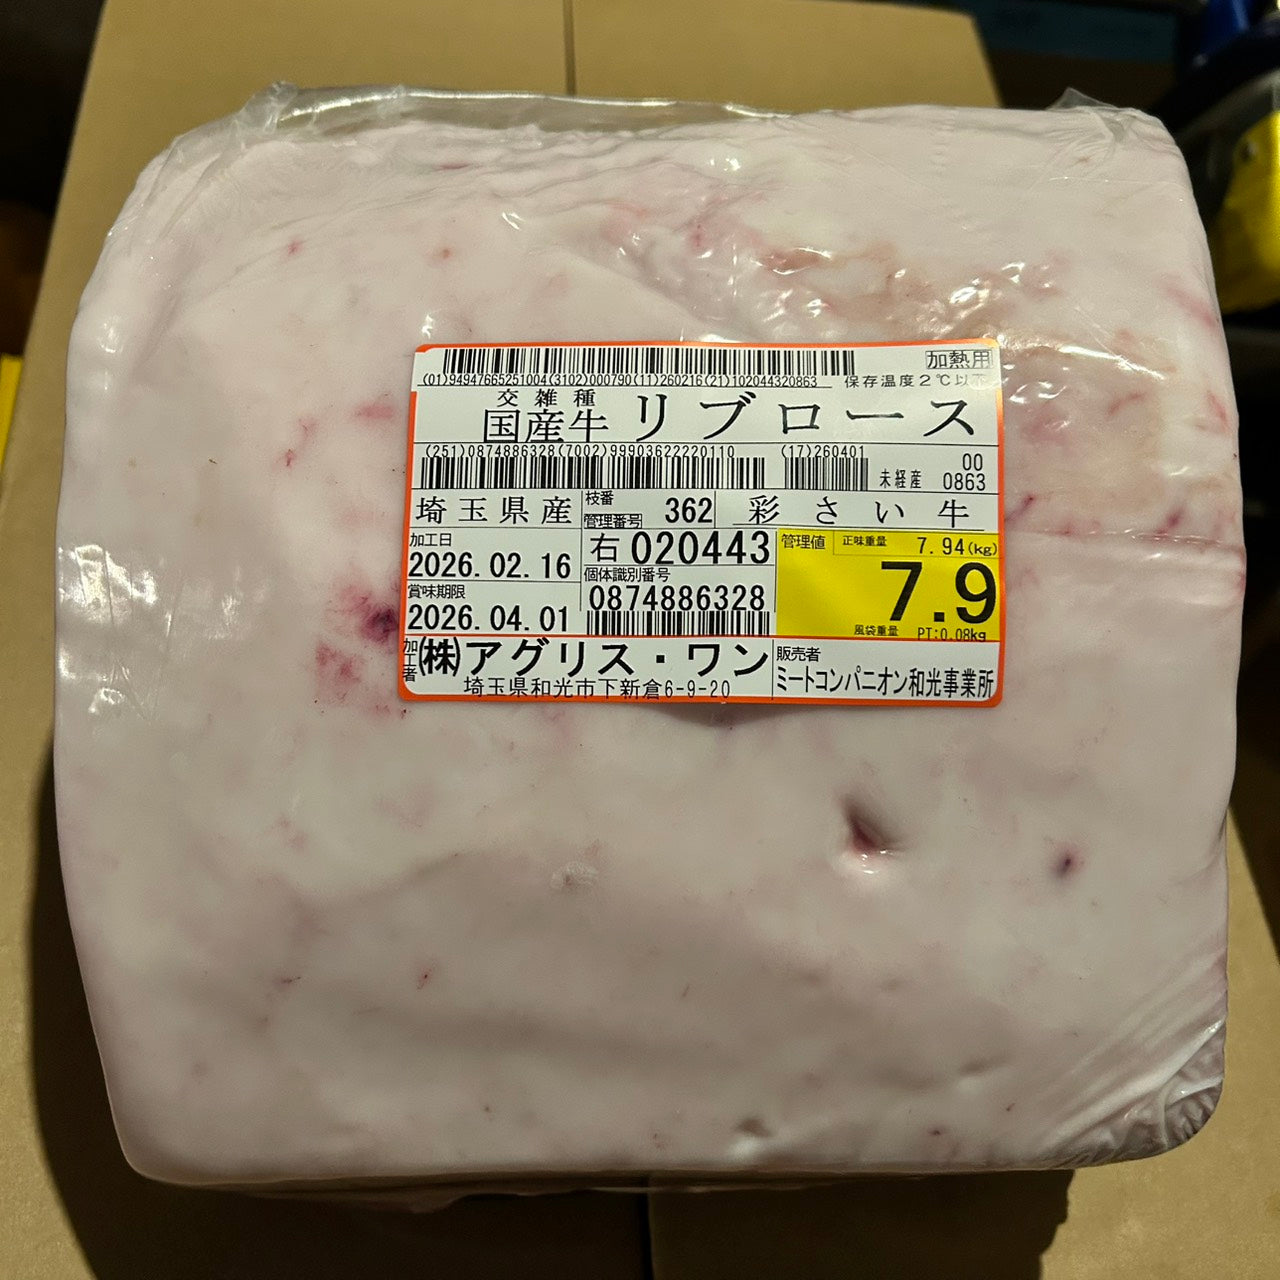 加熱用
(01)94947665251004(3102)000790(11)260216(21)102044320863
保存温度2℃以下
交雑種
国産牛 リブロース
(251)0874886328(7002)99903622220110 (17)260401
未経産
00
0863
埼玉県産
枝番
管理番号 362
彩さい牛
加工日
2026.02.16
右 020443
管理値 正味重量 7.94(kg)
7.9
風袋重量 PT:0.08kg
賞味期限
2026.04.01
個体識別番号
0874886328
加工者 (株)アグリス・ワン
埼玉県和光市下新倉6-9-20
販売者
ミートコンパニオン和光事業所